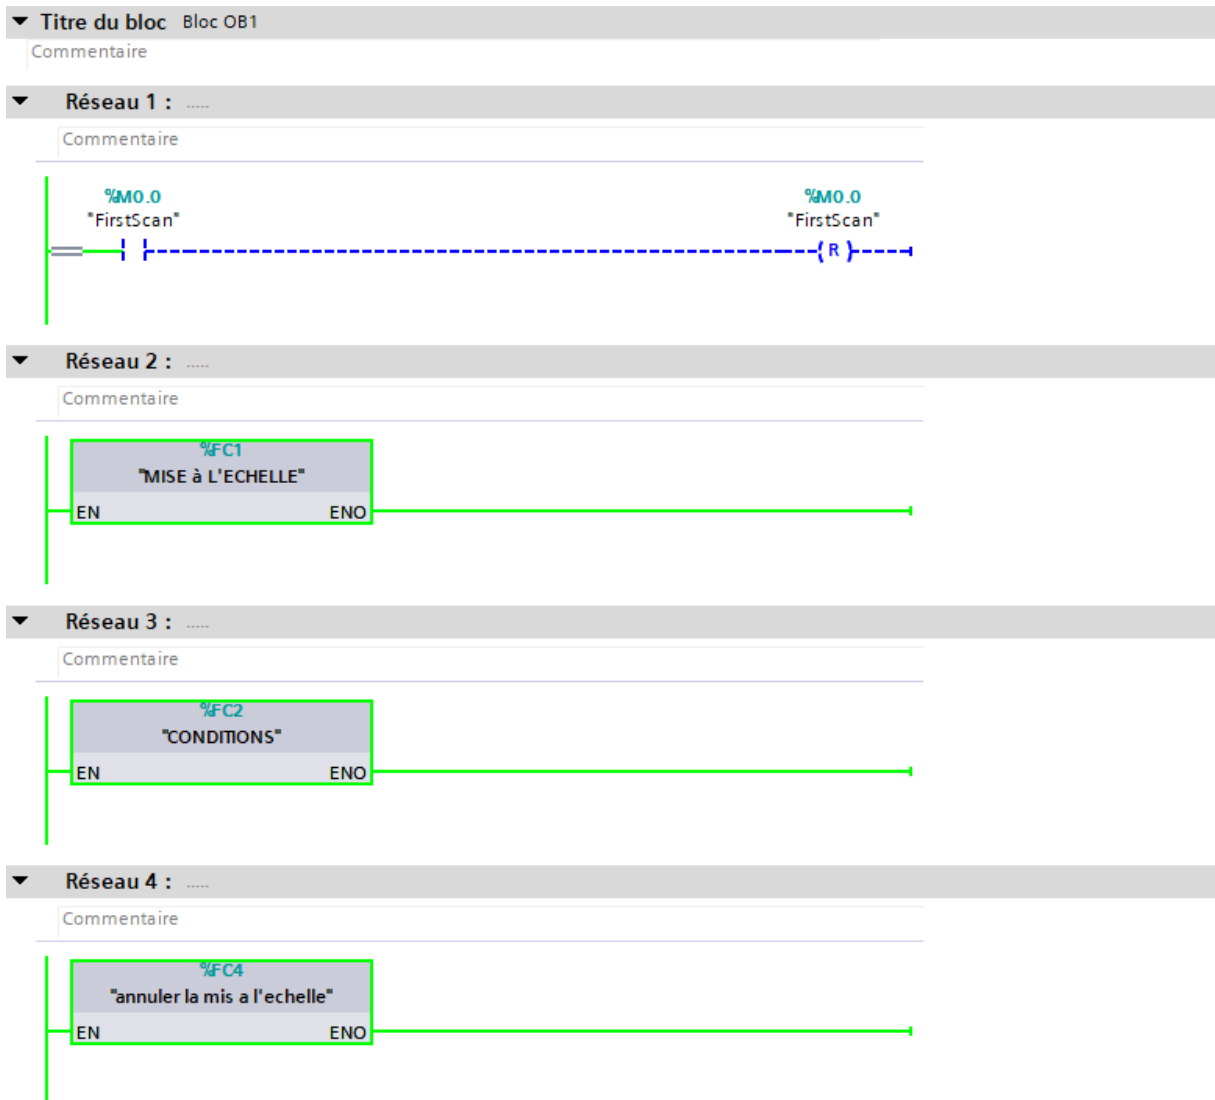 Titre du bloc Bloc OB1
Commentaire
Réseau 1 : .....
Commentaire
%M0.0 %M0.0
"FirstScan" "FirstScan"
R
Réseau 2 : .....
Commentaire
%FC1
"MISE à L'ECHELLE"
EN ENO
Réseau 3 : .....
Commentaire
%FC2
"CONDITIONS"
EN ENO
Réseau 4 : .....
Commentaire
%FC4
"annuler la mis a l'echelle"
EN ENO